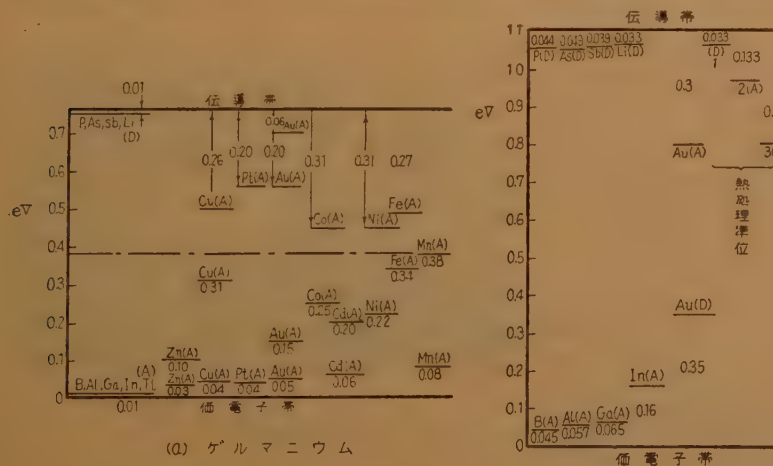 伝導帯
0.01
0.7
P,As,Sb,Li
(D)
0.06 Au(A)
0.26
0.20
0.20
0.31
0.31
0.27
0.6
Pt(A)
Au(A)
Cu(A)
Fe(A)
0.5
eV
Co(A)
Ni(A)
0.4
Mn(A)
0.38
Fe(A)
0.34
0.3
Cu(A)
0.31
Co(A)
0.25
Cd(A)
0.20
Ni(A)
0.22
0.2
Au(A)
0.15
0.1
Zn(A)
0.10
(A)
B,Al,Ga,In,Tl
0.01
Zn(A)
0.03
Cu(A)
0.04
Pt(A)
0.04
Au(A)
0.05
Cd(A)
0.06
Mn(A)
0.08
0
価電子帯
(a) ゲルマニウム
伝導帯
1.1
0.044
P(D)
0.043
As(D)
0.039
Sb(D)
0.033
Li(D)
0.033
(D)
1
0.133
2(A)
1.0
0.9
eV
0.3
Au(A)
0.8
0.7
熱処理準位
0.6
0.5
0.4
Au(D)
0.35
0.3
0.2
In(A)
0.16
0.1
B(A)
0.045
Al(A)
0.057
Ga(A)
0.065
0
価電子帯